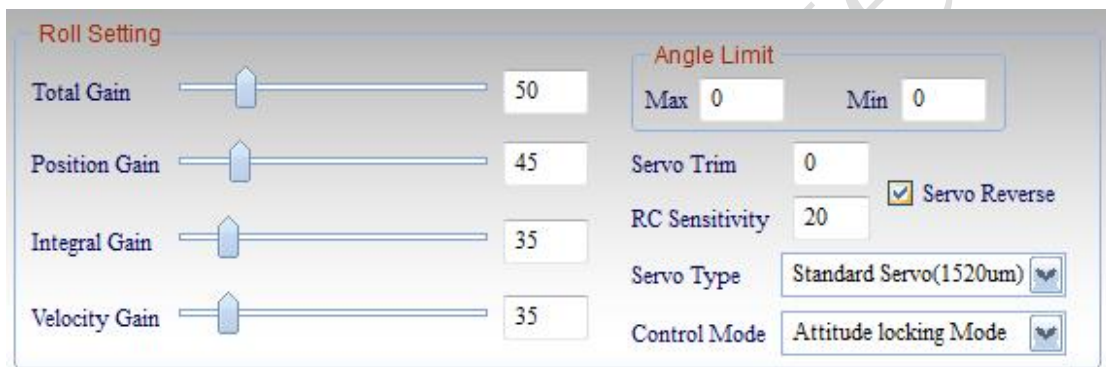 Roll Setting
Total Gain 50
Position Gain 45
Integral Gain 35
Velocity Gain 35
Angle Limit
Max 0 Min 0
Servo Trim 0
Servo Reverse
RC Sensitivity 20
Servo Type Standard Servo(1520um)
Control Mode Attitude locking Mode